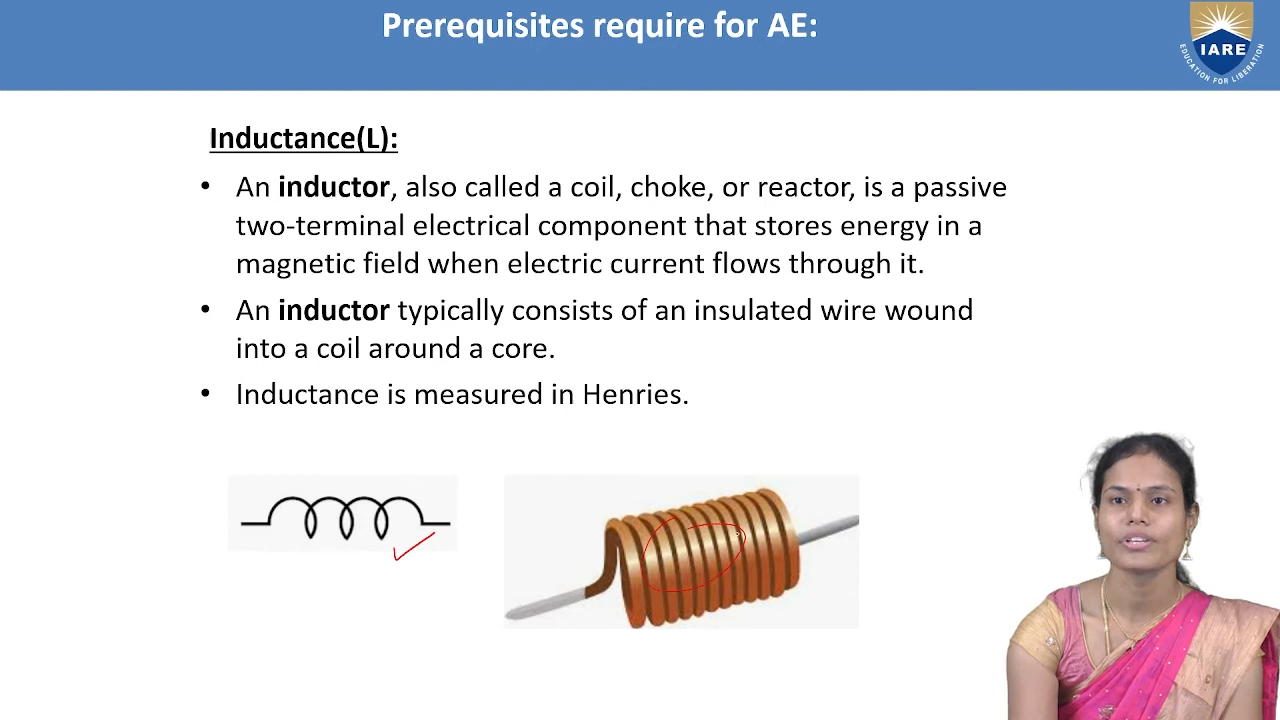 Prerequisites require for AE:
IARE
EDUCATION FOR LIBERATION
Inductance(L):
• An inductor, also called a coil, choke, or reactor, is a passive
two-terminal electrical component that stores energy in a
magnetic field when electric current flows through it.
• An inductor typically consists of an insulated wire wound
into a coil around a core.
• Inductance is measured in Henries.